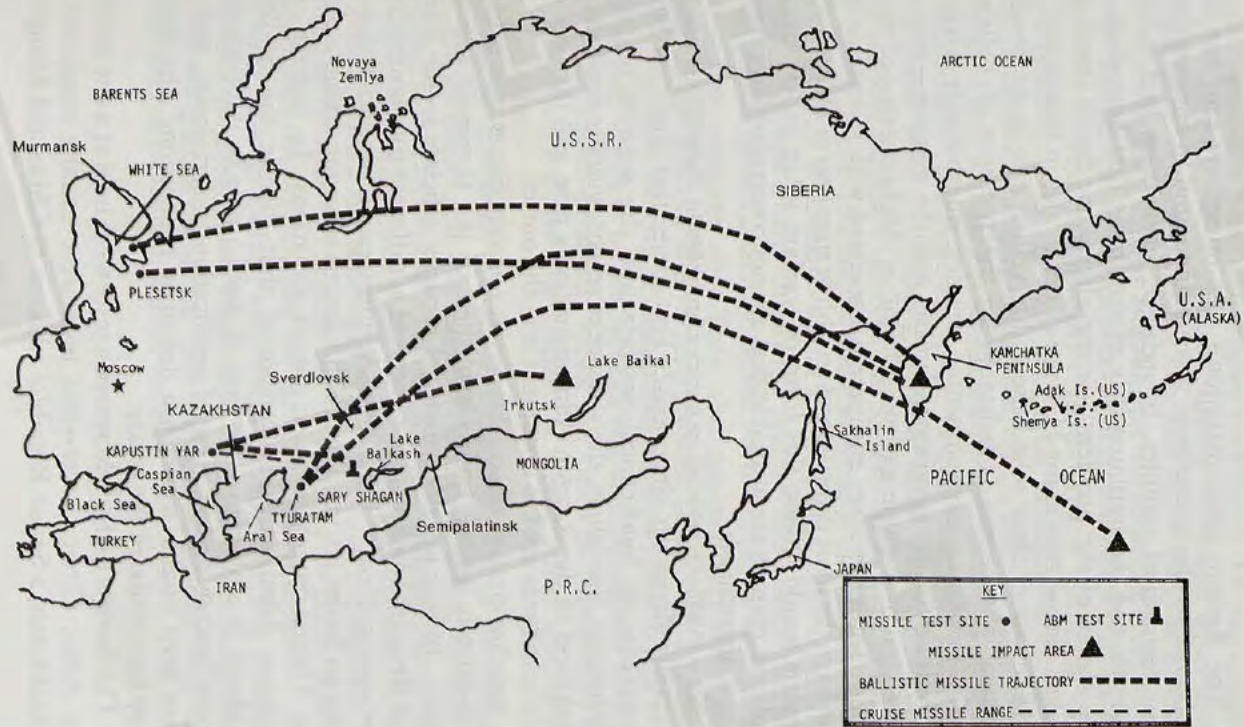 ARCTIC OCEAN
Novaya
Zemlya
BARENTS SEA
U.S.S.R.
Murmansk
WHITE SEA
SIBERIA
PLESETSK
U.S.A.
(ALASKA)
KAMCHATKA
PENINSULA
Moscow
Lake Baikal
Sverdlovsk
Adak Is.(US)
Irkutsk
KAZAKHSTAN
Shemya Is. (US)
Sakhalin
Island
Lake
Balkash
KAPUSTIN YAR
MONGOLIA
Caspian
Sea
PACIFIC OCEAN
SARY SHAGAN
Black Sea
TYURATAM
Semipalatinsk
Aral Sea
TURKEY
JAPAN
IRAN
P.R.C.
KEY
MISSILE TEST SITE
ABM TEST SITE
MISSILE IMPACT AREA
BALLISTIC MISSILE TRAJECTORY
CRUISE MISSILE RANGE